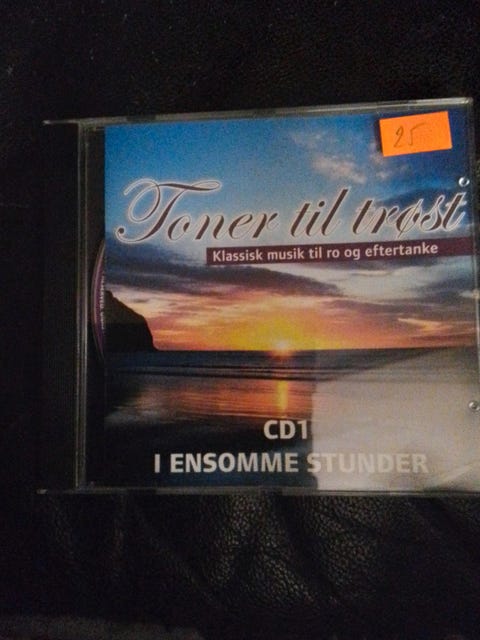 25
Toner til trøst
Klassisk musik til ro og eftertanke
CD1
I ENSOMME STUNDER